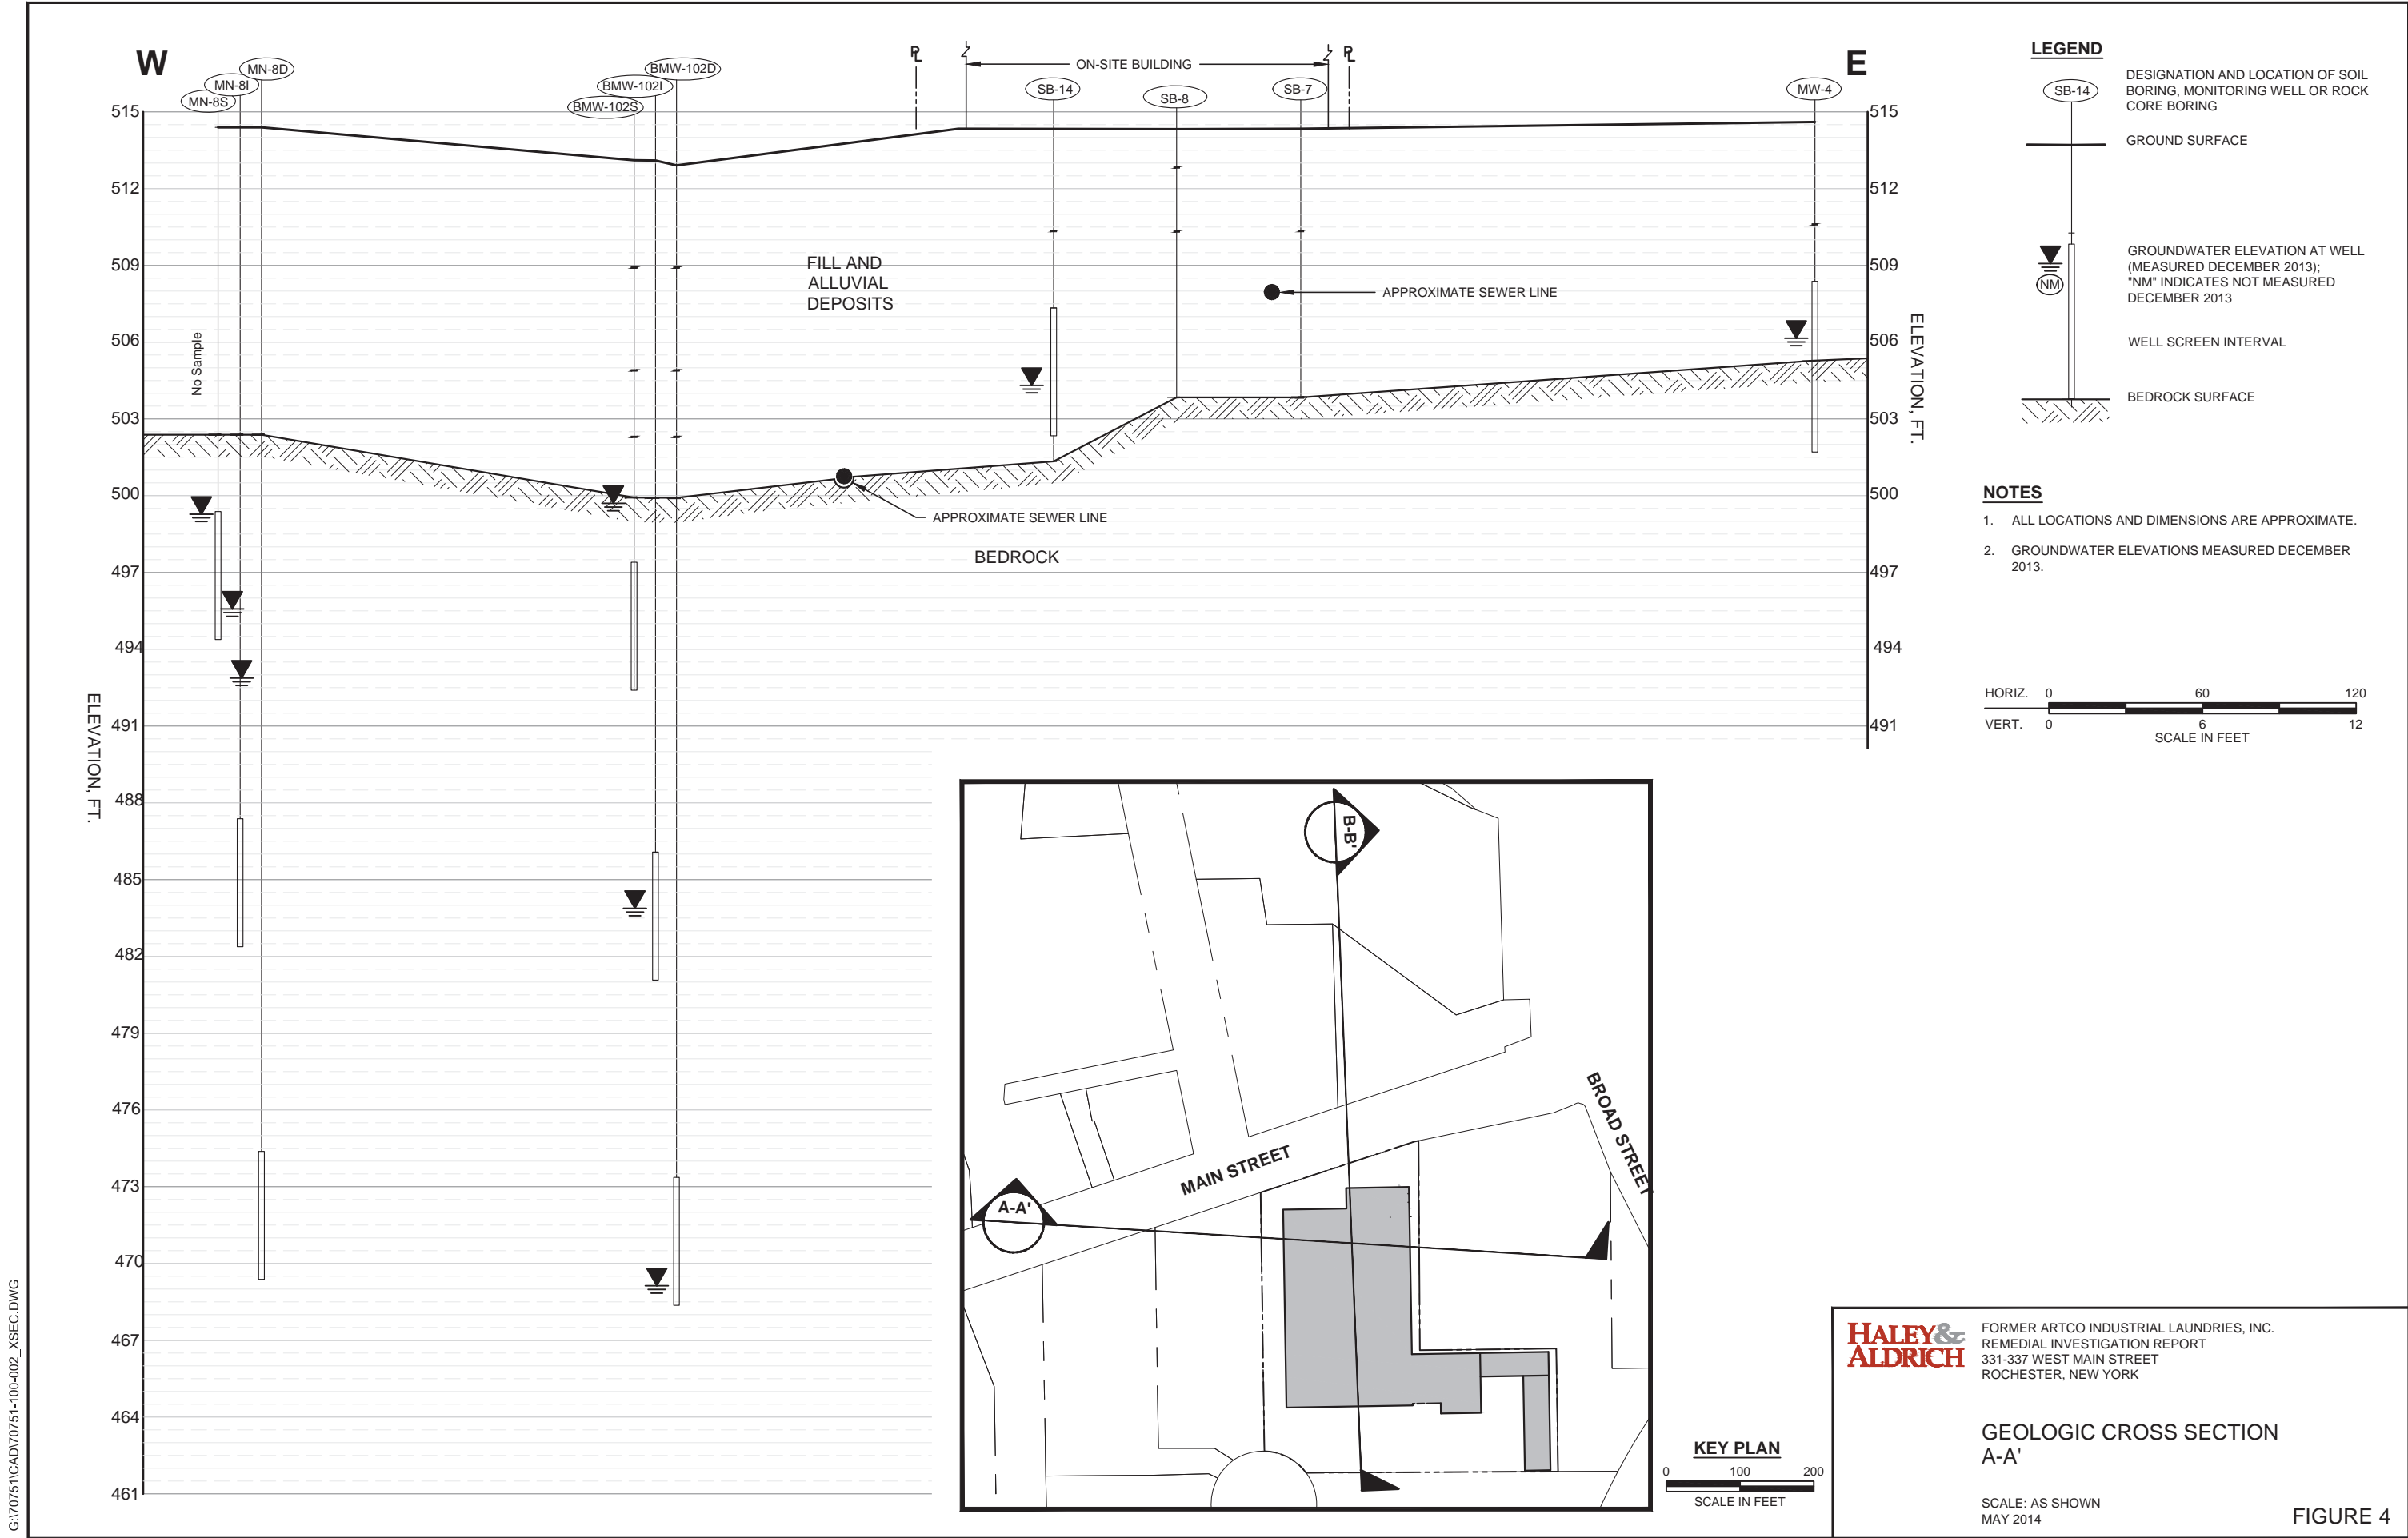 W
E
MN-8S
MN-8I
MN-8D
BMW-102S
BMW-102I
BMW-102D
PL
ON-SITE BUILDING
PL
SB-14
SB-8
SB-7
MW-4
515
512
509
506
503
500
497
494
491
488
485
482
479
476
473
470
467
464
461
ELEVATION, FT.
515
512
509
506
503
500
497
494
491
ELEVATION, FT.
No Sample
FILL AND
ALLUVIAL
DEPOSITS
APPROXIMATE SEWER LINE
APPROXIMATE SEWER LINE
BEDROCK
LEGEND
SB-14
DESIGNATION AND LOCATION OF SOIL
BORING, MONITORING WELL OR ROCK
CORE BORING
GROUND SURFACE
NM
GROUNDWATER ELEVATION AT WELL
(MEASURED DECEMBER 2013);
"NM" INDICATES NOT MEASURED
DECEMBER 2013
WELL SCREEN INTERVAL
BEDROCK SURFACE
NOTES
1. ALL LOCATIONS AND DIMENSIONS ARE APPROXIMATE.
2. GROUNDWATER ELEVATIONS MEASURED DECEMBER
2013.
HORIZ. 0 60 120
VERT. 0 6 12
SCALE IN FEET
B-B'
A-A'
MAIN STREET
BROAD STREET
KEY PLAN
0 100 200
SCALE IN FEET
HALEY&
ALDRICH
FORMER ARTCO INDUSTRIAL LAUNDRIES, INC.
REMEDIAL INVESTIGATION REPORT
331-337 WEST MAIN STREET
ROCHESTER, NEW YORK
GEOLOGIC CROSS SECTION
A-A'
SCALE: AS SHOWN
MAY 2014
FIGURE 4
G:\70751\CAD\70751-100-002_XSEC.DWG